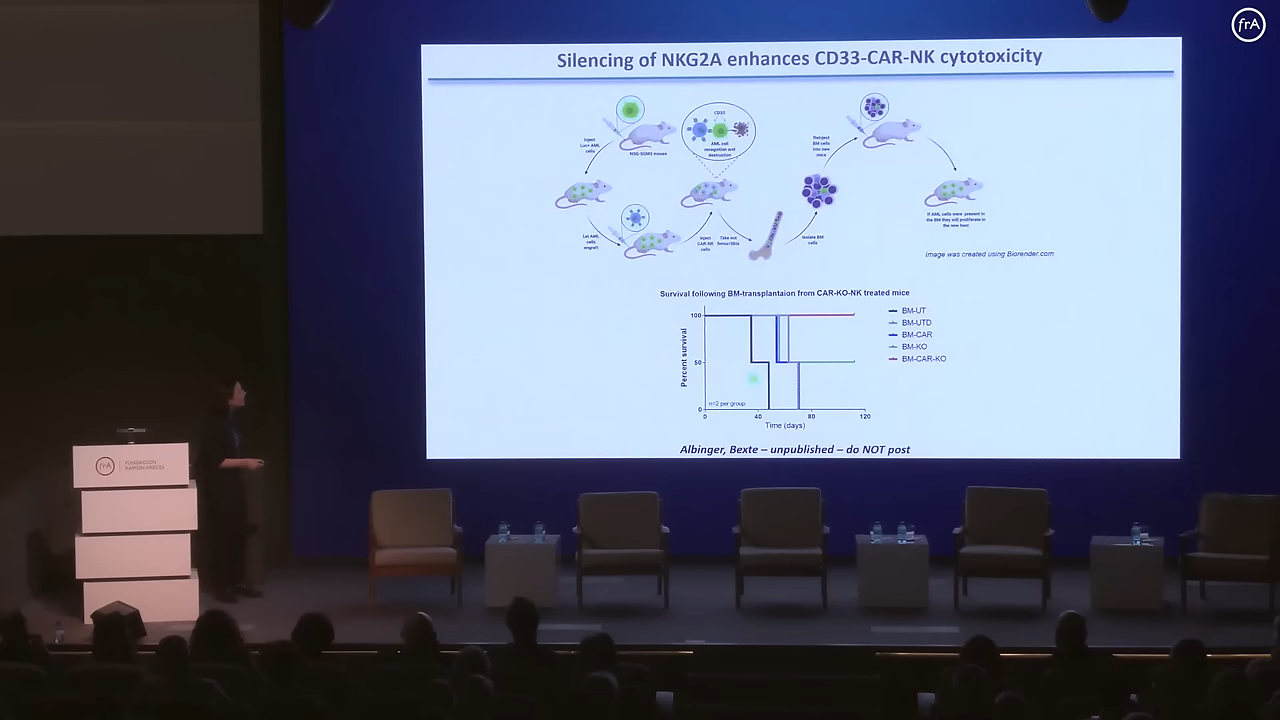 frA
Silencing of NKG2A enhances CD33-CAR-NK cytotoxicity
Inject
Luc+ AML
cells
NSG-SGM3 mouse
CD33
AML cell
recognition and
destruction
Reinject
BM cells
into new
mice
Let AML
cells
engraft
Inject
CAR-NK
cells
Take out
femur/tibia
Isolate BM
cells
If AML cells were present in
the BM they will proliferate in
the new host
Image was created using Biorender.com
Survival following BM-transplantaion from CAR-KO-NK treated mice
Percent survival
100
50
0
n=2 per group
0 40 80 120
Time (days)
BM-UT
BM-UTD
BM-CAR
BM-KO
BM-CAR-KO
Albinger, Bexte – unpublished – do NOT post
frA
FUNDACIÓN
RAMÓN ARECES